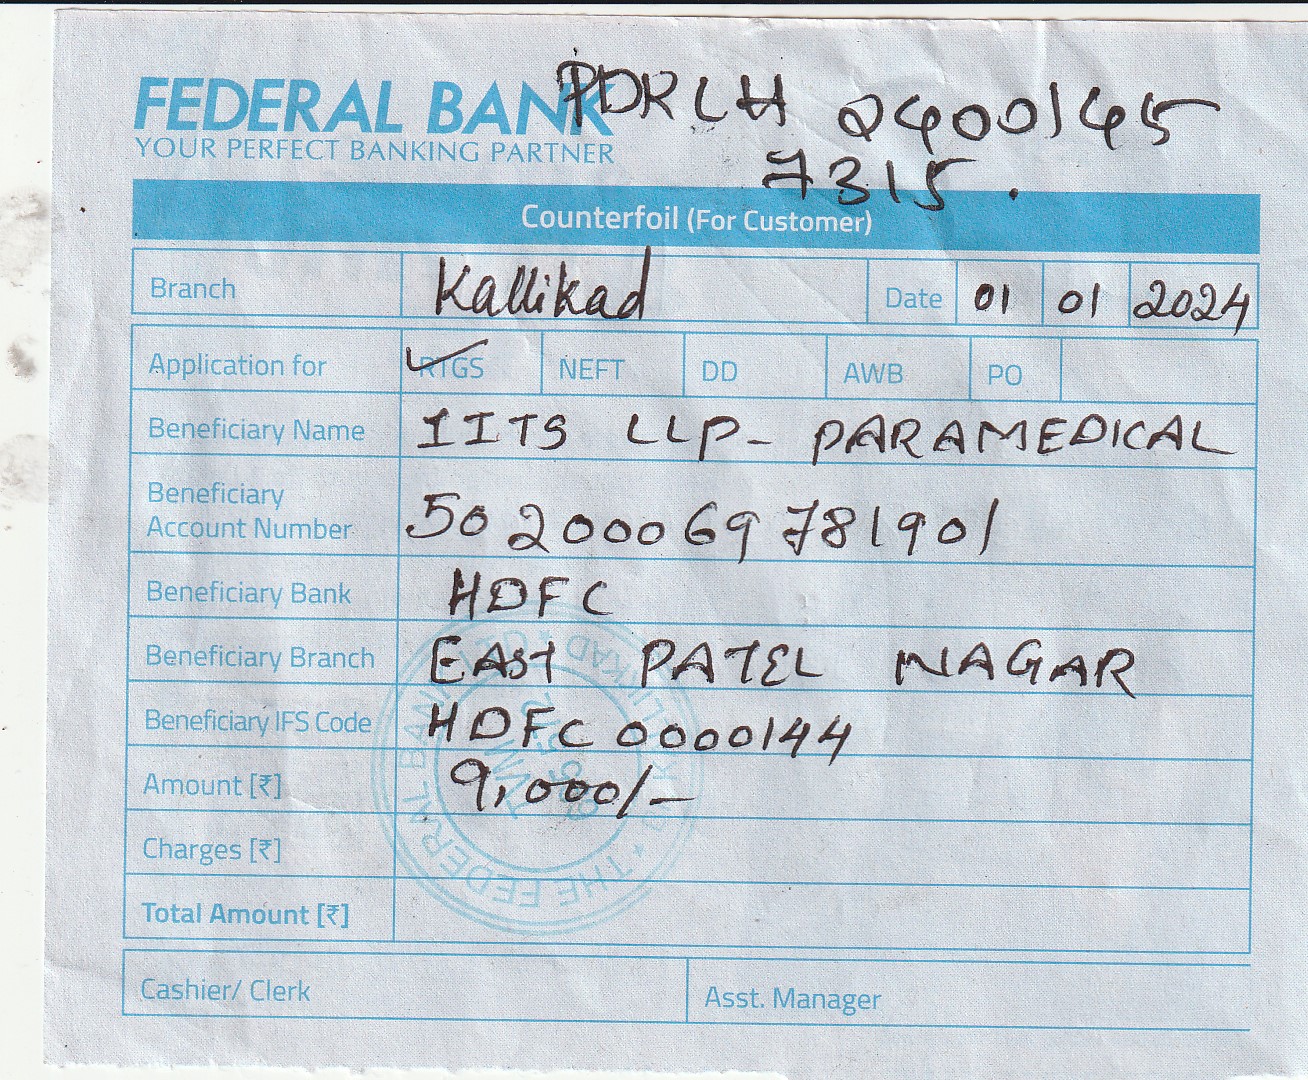 FEDERAL BANK PDRLH 2400145
YOUR PERFECT BANKING PARTNER
7315.
Counterfoil (For Customer)
Branch Kallikad Date 01 01 2024
Application for RTGS NEFT DD AWB PO
Beneficiary Name IITS LLP- PARAMEDICAL
Beneficiary
Account Number 50200069781901
Beneficiary Bank HDFC
Beneficiary Branch EAST PATEL NAGAR
Beneficiary IFS Code HDFC0000144
Amount [₹] 9,000/-
Charges [₹]
Total Amount [₹]
THE FEDERAL BANK
Cashier/ Clerk Asst. Manager